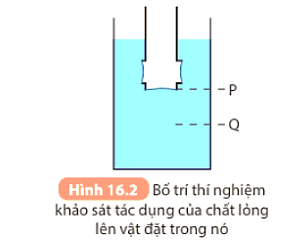 P
Q
Hình 16.2 Bố trí thí nghiệm
khảo sát tác dụng của chất lỏng
lên vật đặt trong nó